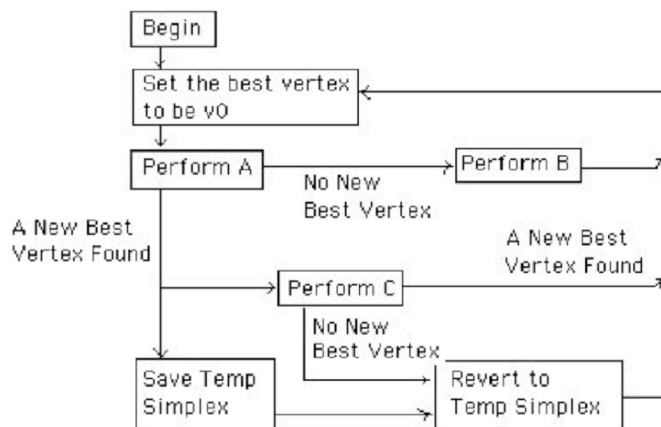 Begin
Set the best vertex
to be v0
Perform A
No New
Best Vertex
Perform B
A New Best
Vertex Found
A New Best
Vertex Found
Perform C
No New
Best Vertex
Save Temp
Simplex
Revert to
Temp Simplex